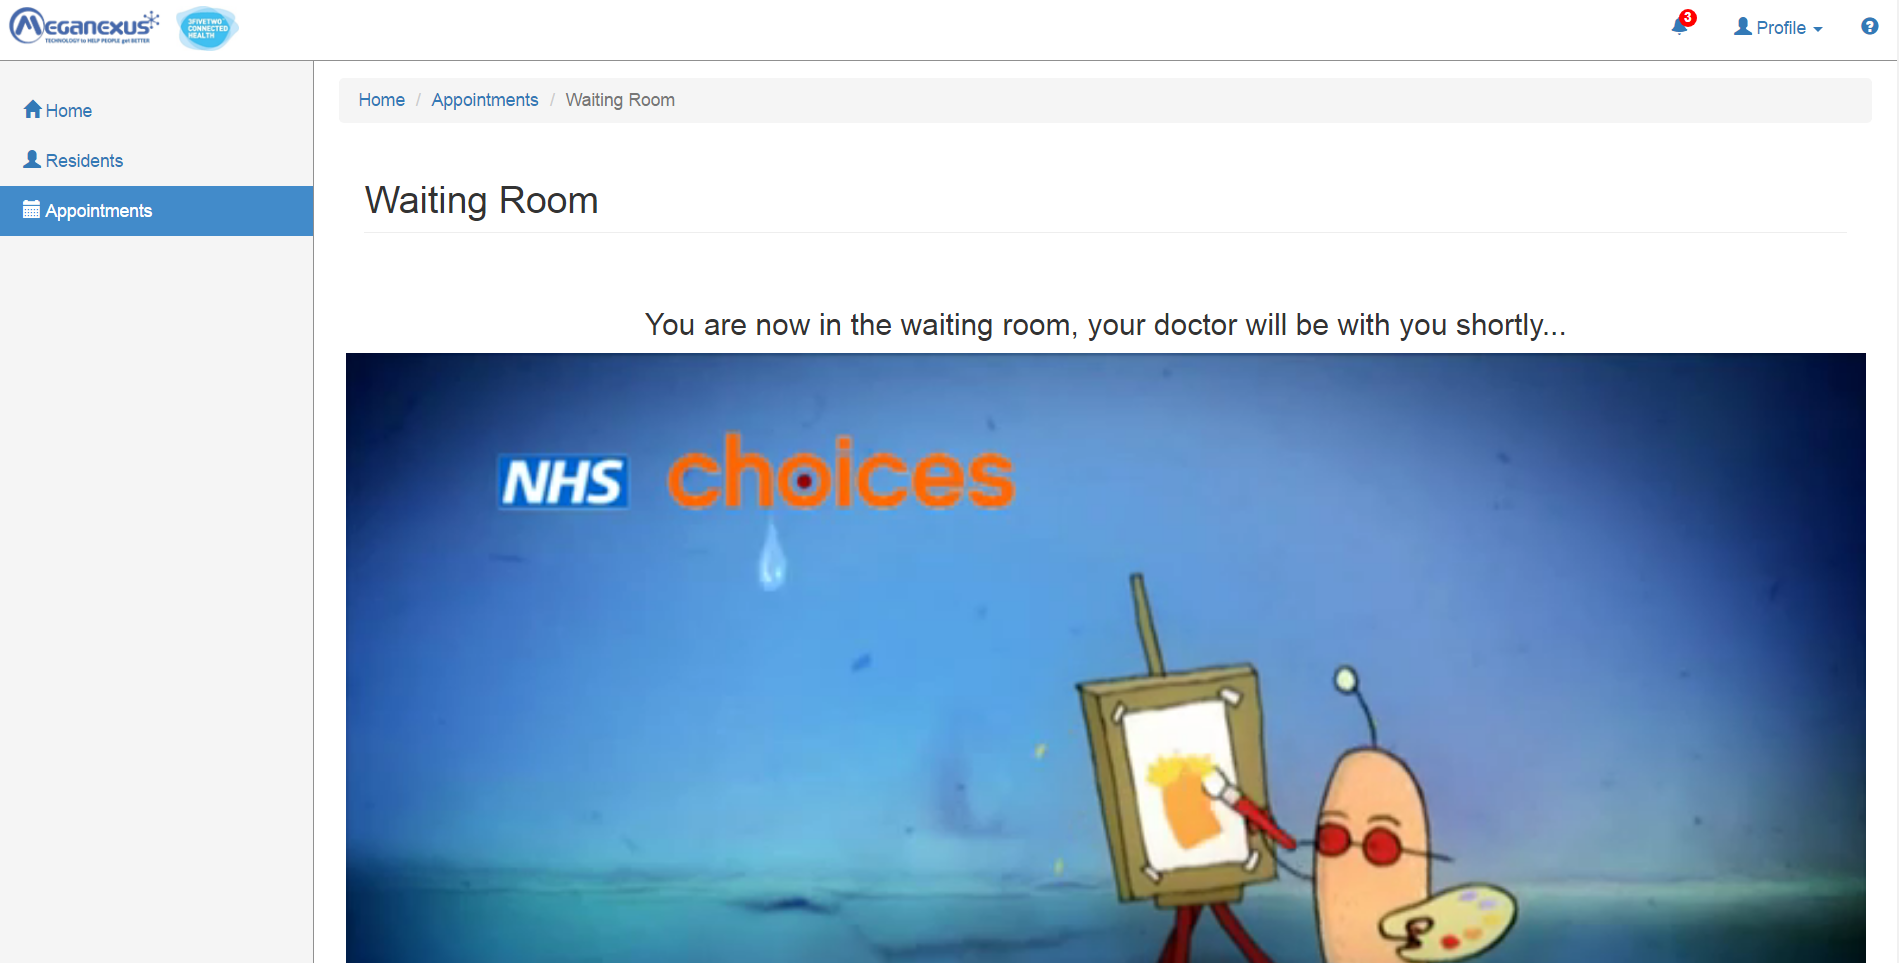 MEGANEXUS
TECHNOLOGY to HELP PEOPLE get BETTER
3FIVETWO
CONNECTED
HEALTH
3
Profile
?
Home
Residents
Appointments
Home / Appointments / Waiting Room
Waiting Room
You are now in the waiting room, your doctor will be with you shortly...
NHS choices